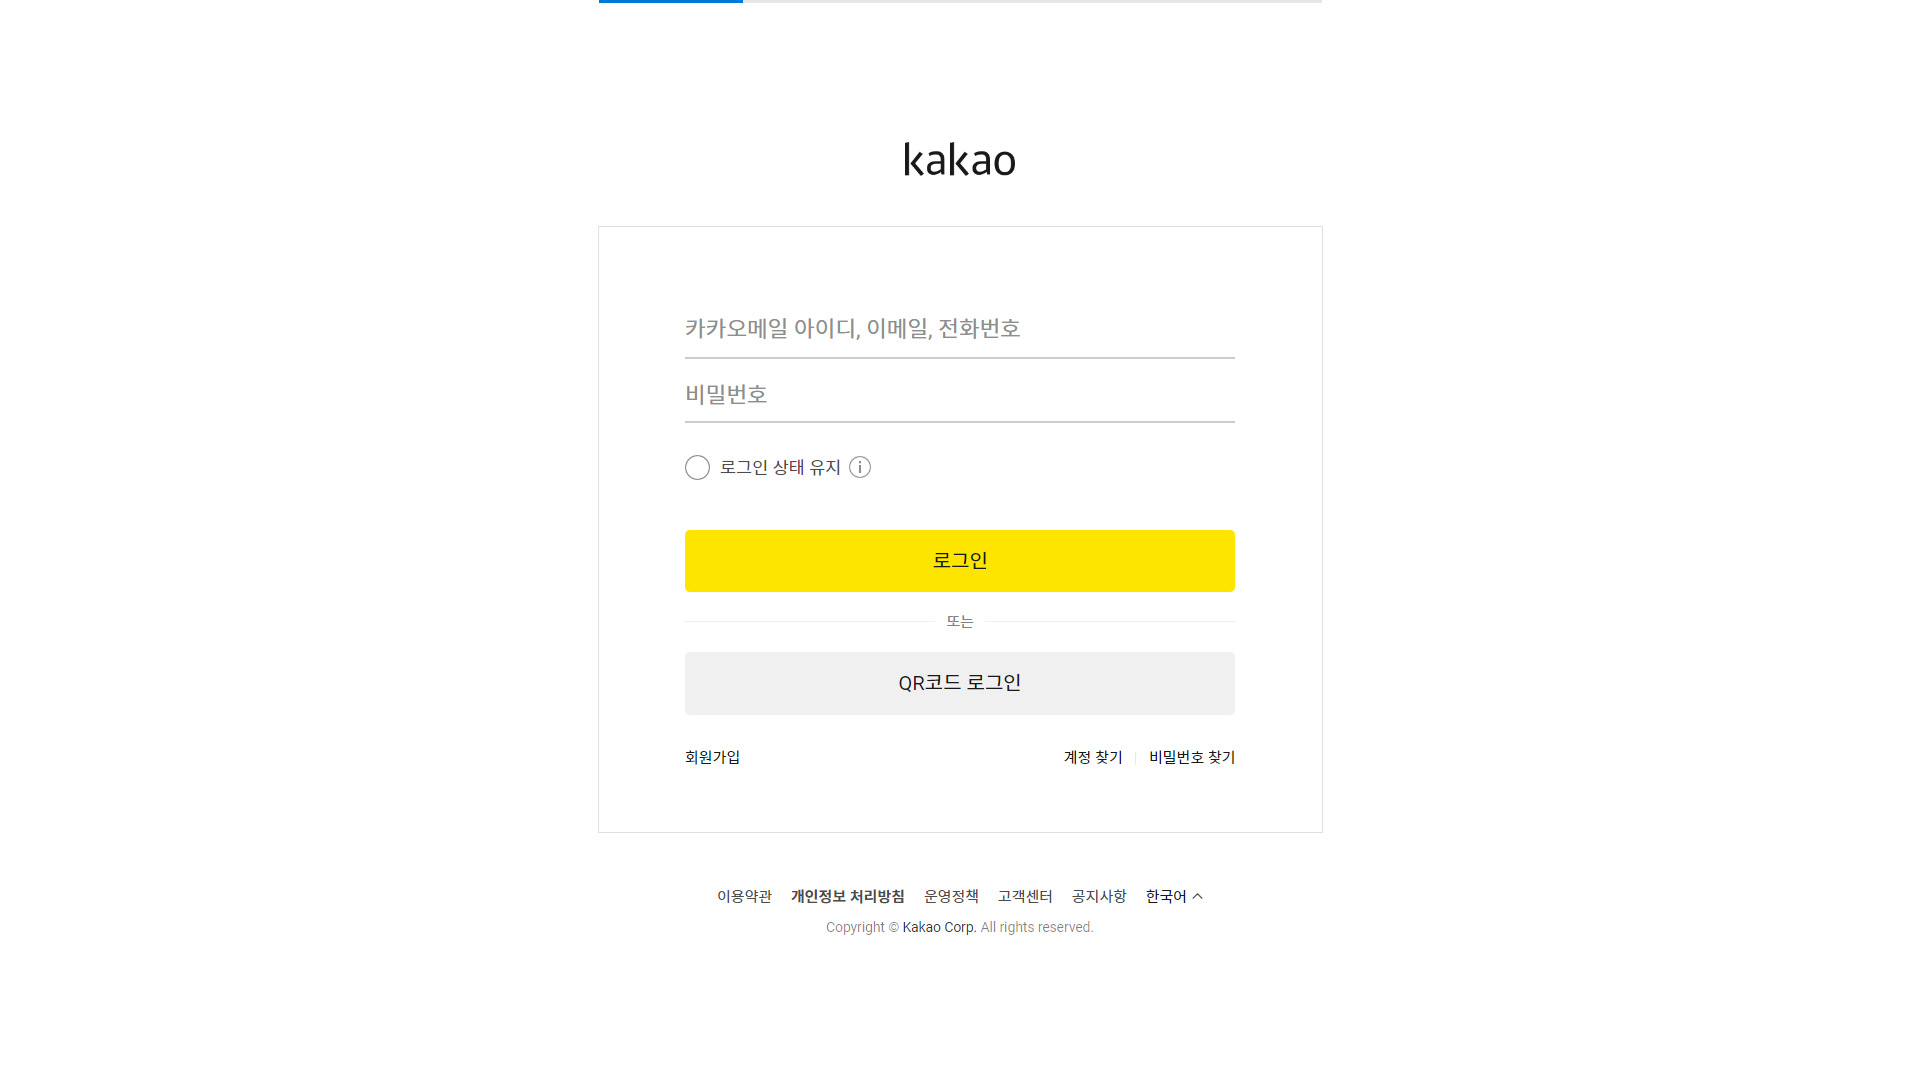 kakao
카카오메일 아이디, 이메일, 전화번호
비밀번호
로그인 상태 유지
로그인
또는
QR코드 로그인
회원가입 계정 찾기 비밀번호 찾기
이용약관 개인정보 처리방침 운영정책 고객센터 공지사항 한국어
Copyright © Kakao Corp. All rights reserved.